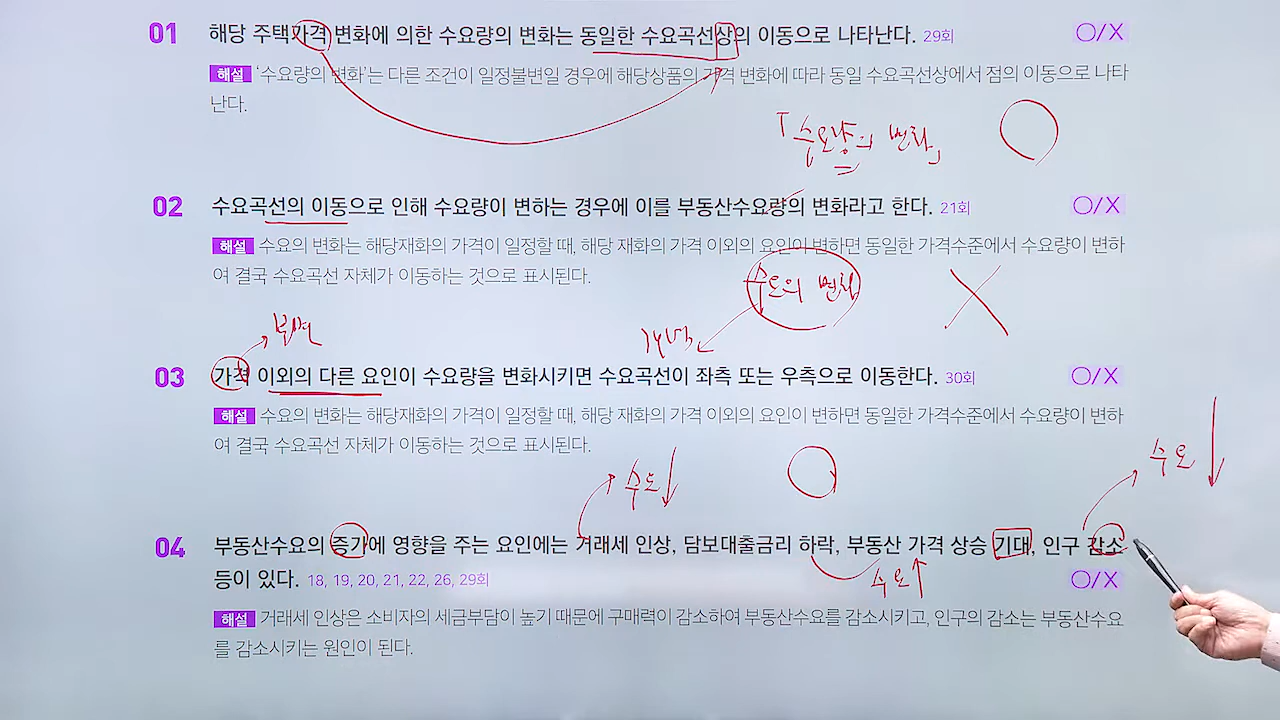 01 해당 주택가격 변화에 의한 수요량의 변화는 동일한 수요곡선상의 이동으로 나타난다. 29회 O/X
해설 '수요량의 변화'는 다른 조건이 일정불변일 경우에 해당상품의 가격 변화에 따라 동일 수요곡선상에서 점의 이동으로 나타
난다.
「수요량의 변화」
02 수요곡선의 이동으로 인해 수요량이 변하는 경우에 이를 부동산수요량의 변화라고 한다. 21회 O/X
해설 수요의 변화는 해당재화의 가격이 일정할 때, 해당 재화의 가격 이외의 요인이 변하면 동일한 가격수준에서 수요량이 변하
여 결국 수요곡선 자체가 이동하는 것으로 표시된다.
수요의 변화
03 가격 이외의 다른 요인이 수요량을 변화시키면 수요곡선이 좌측 또는 우측으로 이동한다. 30회 O/X
해설 수요의 변화는 해당재화의 가격이 일정할 때, 해당 재화의 가격 이외의 요인이 변하면 동일한 가격수준에서 수요량이 변하
여 결국 수요곡선 자체가 이동하는 것으로 표시된다.
수요
수요
04 부동산수요의 증가에 영향을 주는 요인에는 거래세 인상, 담보대출금리 하락, 부동산 가격 상승 기대, 인구 감소
등이 있다. 18, 19, 20, 21, 22, 26, 29회 O/X
수요
해설 거래세 인상은 소비자의 세금부담이 높기 때문에 구매력이 감소하여 부동산수요를 감소시키고, 인구의 감소는 부동산수요
를 감소시키는 원인이 된다.